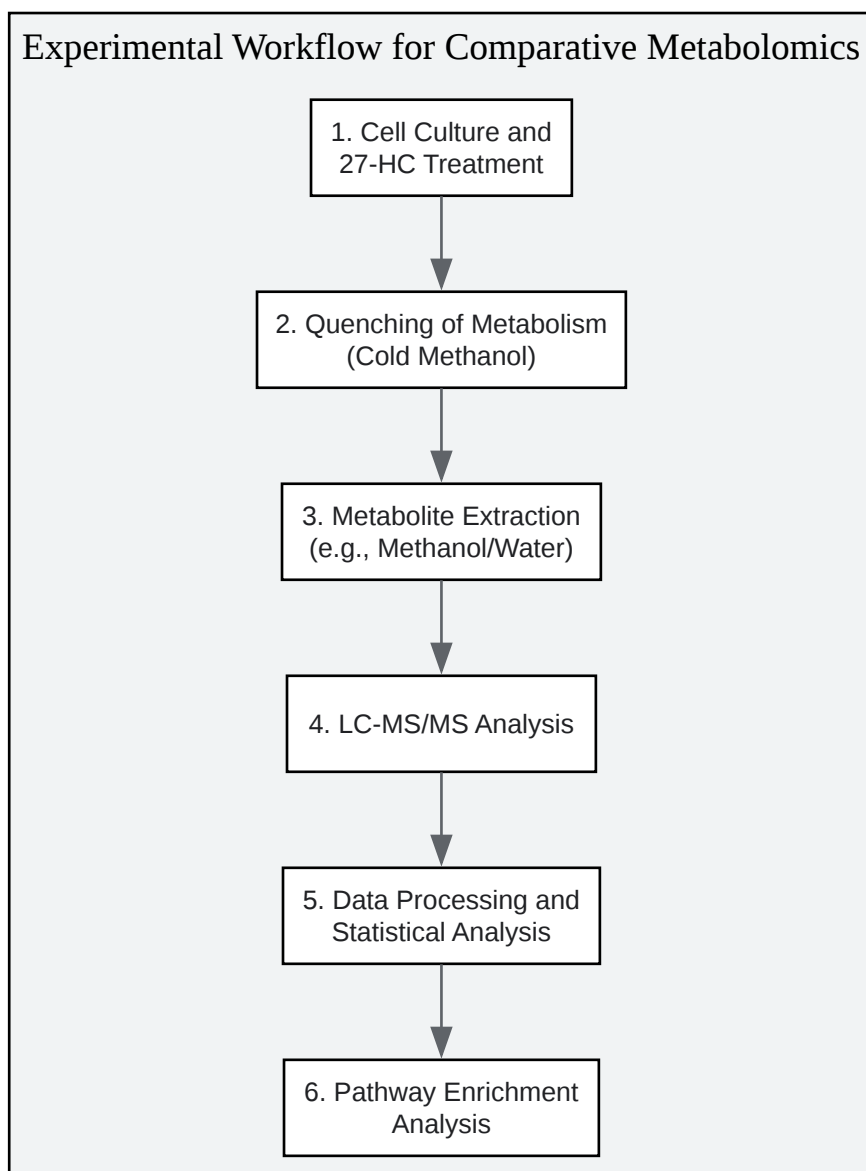 Experimental Workflow for Comparative Metabolomics
1. Cell Culture and
27-HC Treatment
2. Quenching of Metabolism
(Cold Methanol)
3. Metabolite Extraction
(e.g., Methanol/Water)
4. LC-MS/MS Analysis
5. Data Processing and
Statistical Analysis
6. Pathway Enrichment
Analysis